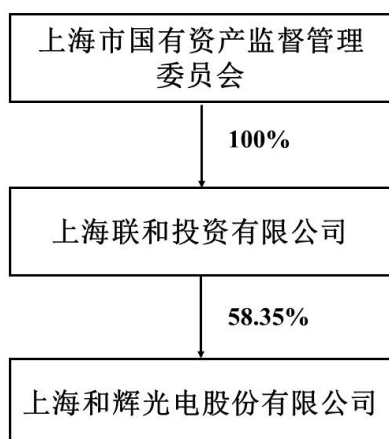 上海市国有资产监督管理
委员会
100%
上海联和投资有限公司
58.35%
上海和辉光电股份有限公司